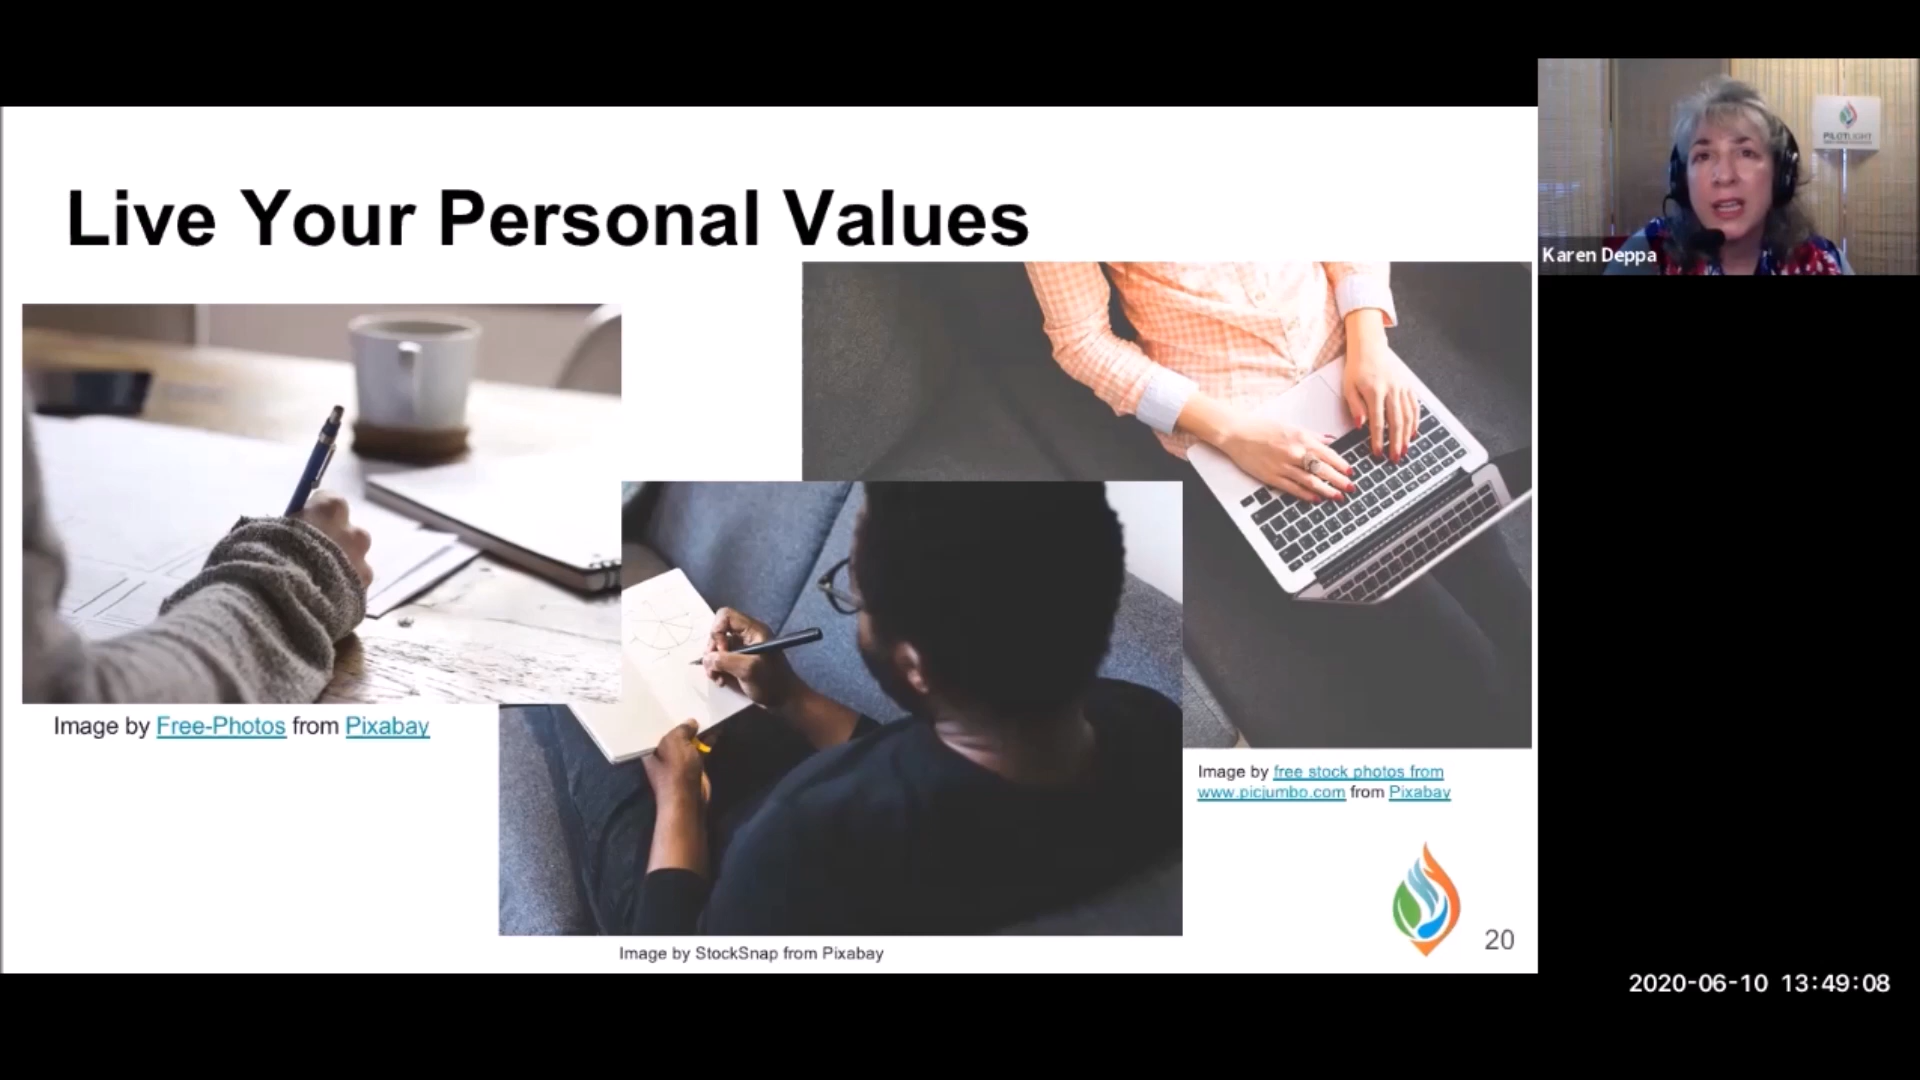 Live Your Personal Values
PILOTLIGHT
Karen Deppa
Image by Free-Photos from Pixabay
Image by free stock photos from
www.picjumbo.com from Pixabay
Image by StockSnap from Pixabay
20
2020-06-10 13:49:08